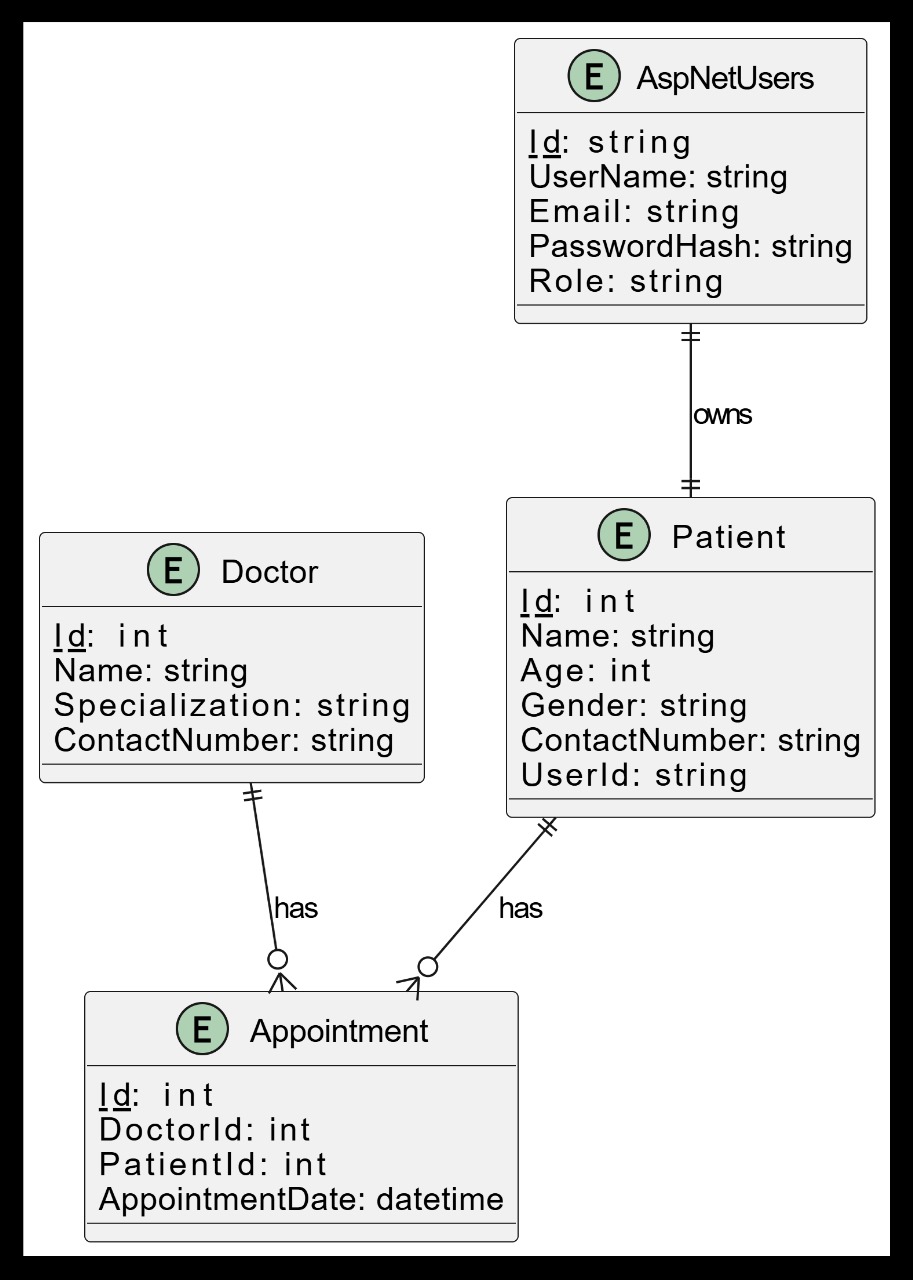 E AspNetUsers
Id: string
UserName: string
Email: string
PasswordHash: string
Role: string
owns
E Doctor
Id: int
Name: string
Specialization: string
ContactNumber: string
E Patient
Id: int
Name: string
Age: int
Gender: string
ContactNumber: string
UserId: string
has
has
E Appointment
Id: int
DoctorId: int
PatientId: int
AppointmentDate: datetime